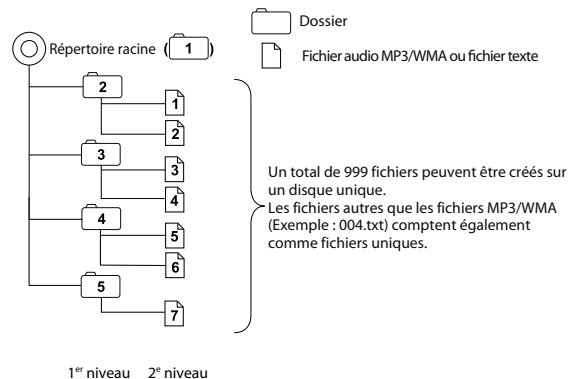 Répertoire racine ( 1 )
Dossier
Fichier audio MP3/WMA ou fichier texte
2
1
2
3
3
4
4
5
6
5
7
Un total de 999 fichiers peuvent être créés sur
un disque unique.
Les fichiers autres que les fichiers MP3/WMA
(Exemple : 004.txt) comptent également
comme fichiers uniques.
1er niveau 2e niveau